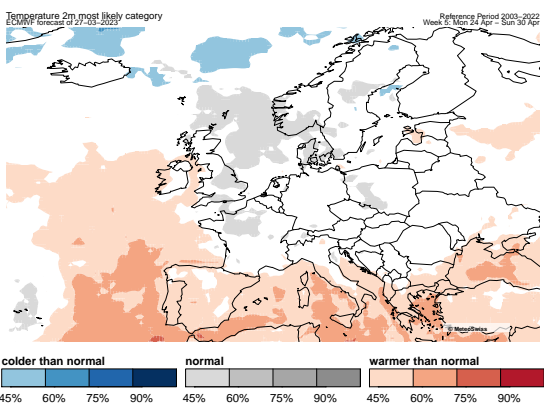 Temperature 2m most likely category
ECMWF forecast of 27–03–2023
Reference Period 2003–2022
Week 5: Mon 24 Apr – Sun 30 Apr
© MeteoSwiss
colder than normal
normal
warmer than normal
45% 60% 75% 90%
45% 60% 75% 90%
45% 60% 75% 90%